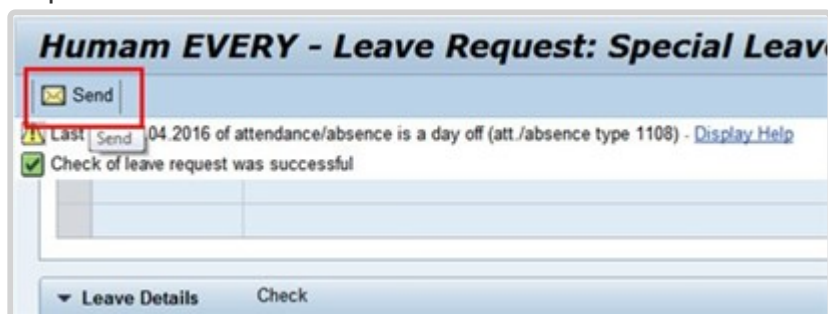 Humam EVERY - Leave Request: Special Leav
Send
Last Send .04.2016 of attendance/absence is a day off (att./absence type 1108) - Display Help
Check of leave request was successful
Leave Details Check